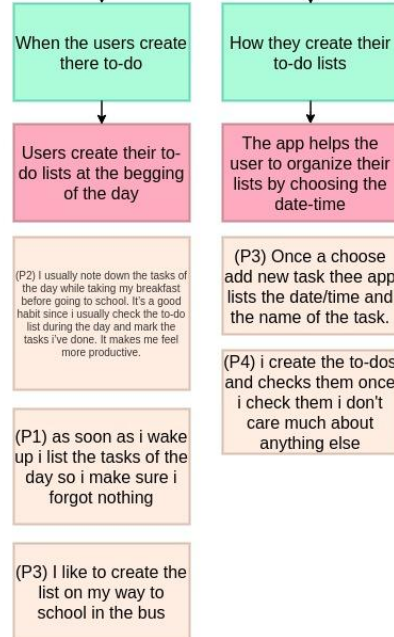 When the users create
there to-do
Users create their to-
do lists at the begging
of the day
(P2) I usually note down the tasks of
the day while taking my breakfast
before going to school. It's a good
habit since i usually check the to-do
list during the day and mark the
tasks i've done. It makes me feel
more productive.
(P1) as soon as i wake
up i list the tasks of the
day so i make sure i
forgot nothing
(P3) I like to create the
list on my way to
school in the bus
How they create their
to-do lists
The app helps the
user to organize their
lists by choosing the
date-time
(P3) Once a choose
add new task thee app
lists the date/time and
the name of the task.
(P4) i create the to-dos
and checks them once
i check them i don't
care much about
anything else